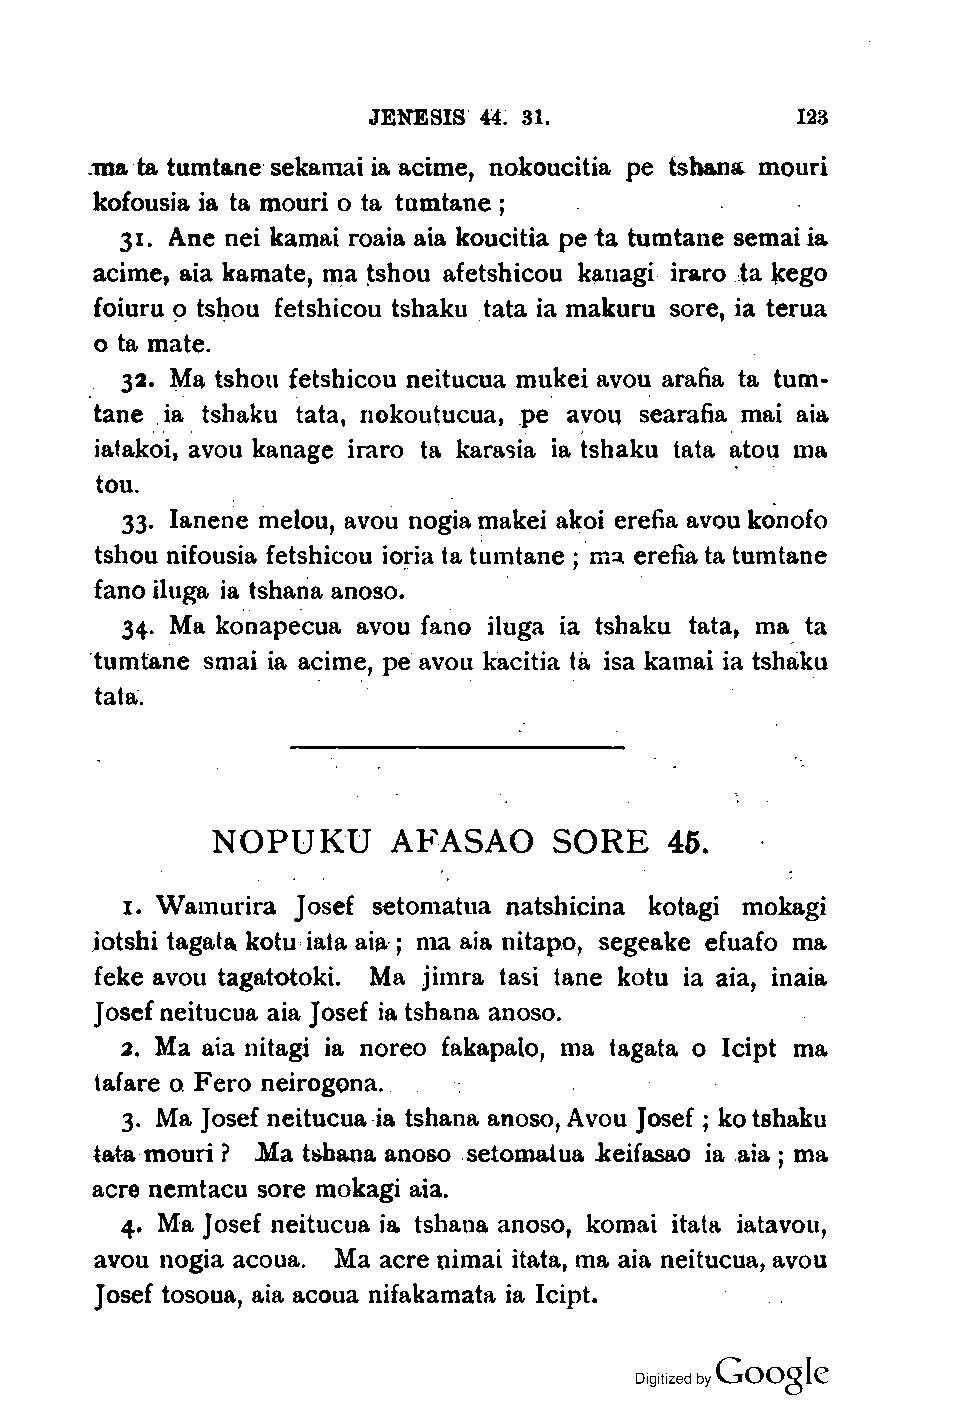 JENESIS 44. 31. 123
ma ta tumtane sekamai ia acime, nokoucitia pe tshana mouri
kofousia ia ta mouri o ta tumtane ;
31. Ane nei kamai roaia aia koucitia pe ta tumtane semai ia
acime, aia kamate, ma tshou afetshicou kanagi iraro ta kego
foiuru o tshou fetshicou tshaku tata ia makuru sore, ia terua
o ta mate.
32. Ma tshou fetshicou neitucua mukei avou arafia ta tum-
tane ia tshaku tata, nokoutucua, pe avou searafia mai aia
iatakoi, avou kanage iraro ta karasia ia tshaku tata atou ma
tou.
33. Ianene melou, avou nogia makei akoi erefia avou konofo
tshou nifousia fetshicou ioria ta tumtane ; ma erefia ta tumtane
fano iluga ia tshana anoso.
34. Ma konapecua avou fano iluga ia tshaku tata, ma ta
tumtane smai ia acime, pe avou kacitia ta isa kamai ia tshaku
tata.
NOPUKU AFASAO SORE 45.
1. Wamurira Josef setomatua natshicina kotagi mokagi
iotshi tagata kotu iata aia ; ma aia nitapo, segeake efuafo ma
feke avou tagatotoki. Ma jimra tasi tane kotu ia aia, inaia
Josef neitucua aia Josef ia tshana anoso.
2. Ma aia nitagi ia noreo fakapalo, ma tagata o Icipt ma
tafare o Fero neirogona.
3. Ma Josef neitucua ia tshana anoso, Avou Josef ; ko tshaku
tata mouri ? Ma tshana anoso setomatua keifasao ia aia ; ma
acre nemtacu sore mokagi aia.
4. Ma Josef neitucua ia tshana anoso, komai itata iatavou,
avou nogia acoua. Ma acre nimai itata, ma aia neitucua, avou
Josef tosoua, aia acoua nifakamata ia Icipt.
Digitized by Google